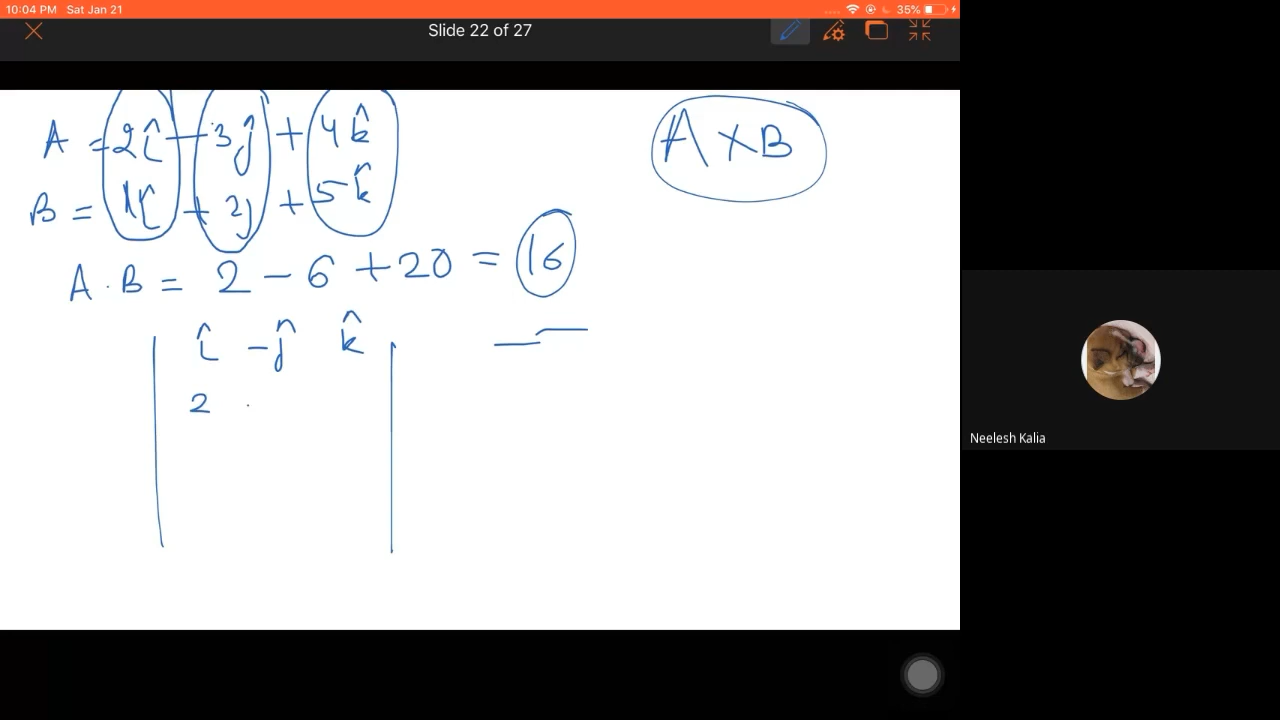 10:04 PM Sat Jan 21
35%
Slide 22 of 27
A = 2î - 3ĵ + 4k̂
B = 1î + 2j + 5k̂
A · B = 2 - 6 + 20 = 16
A × B
î -ĵ k̂
2
Neelesh Kalia